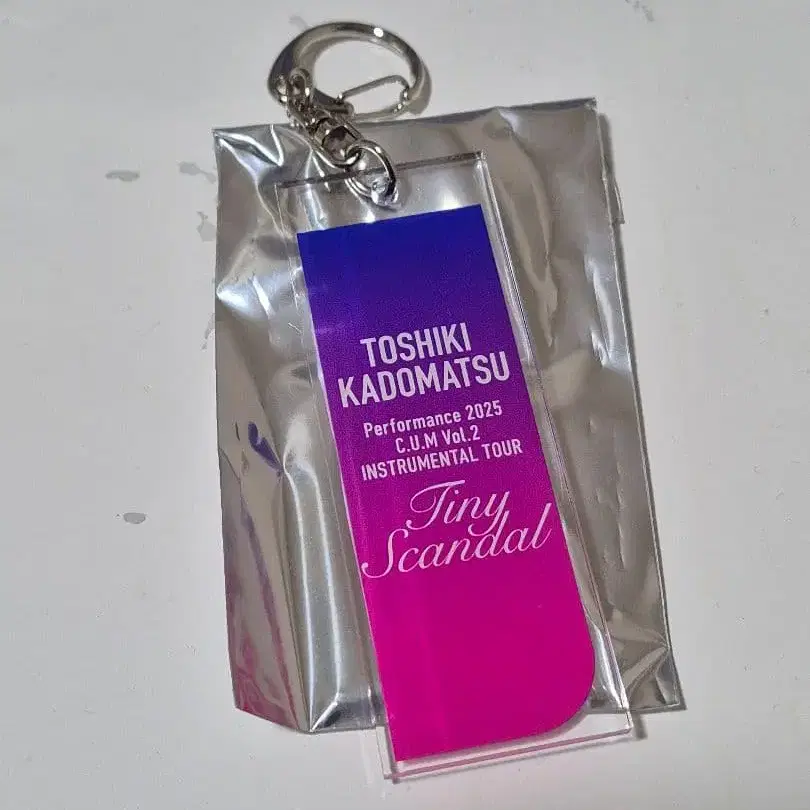 TOSHIKI
KADOMATSU
Performance 2025
C.U.M Vol.2
INSTRUMENTAL TOUR
Tiny
Scandal